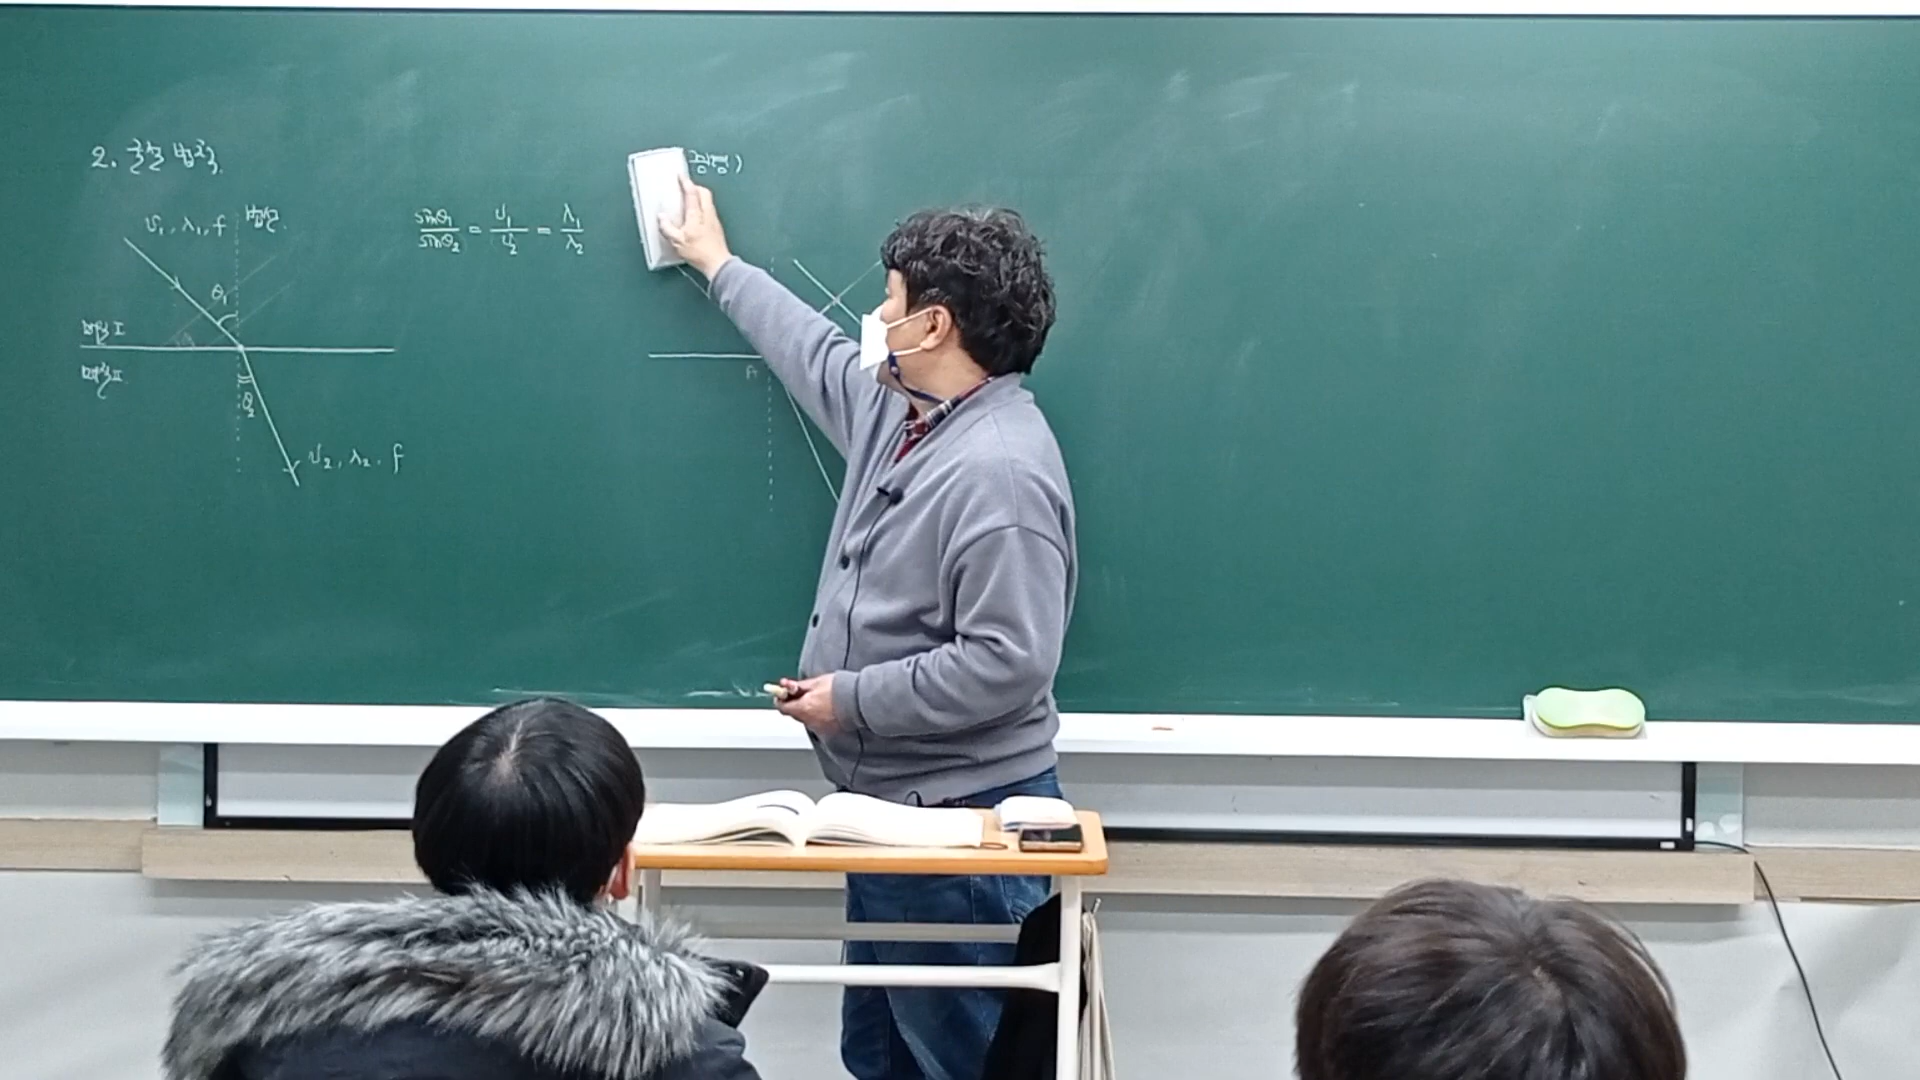 2. 굴절 법칙.
v₁, λ₁, f
법선.
sinθ₁/sinθ₂ = v₁/v₂ = λ₁/λ₂
θ₁
매질 I
매질 II
θ₂
v₂, λ₂, f
A